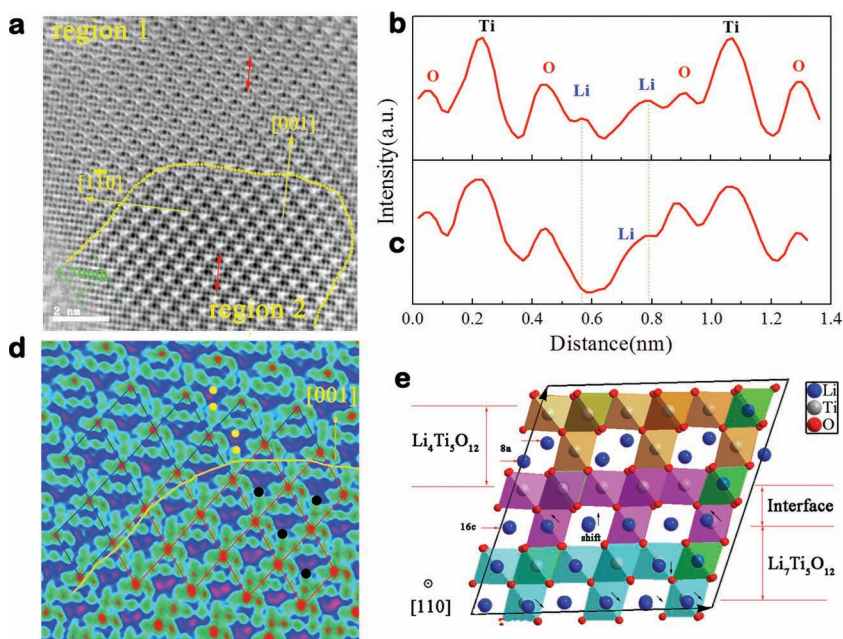 a
region 1
[001]
[1̄1̄0]
2 nm
region 2
b
Ti
Ti
O
O
Li
Li
O
O
Intensity(a.u.)
c
Li
0.0 0.2 0.4 0.6 0.8 1.0 1.2 1.4
Distance(nm)
d
[001]
e
Li
Ti
O
Li₄Ti₅O₁₂
8a
Interface
16c
shift
Li₇Ti₅O₁₂
[110]